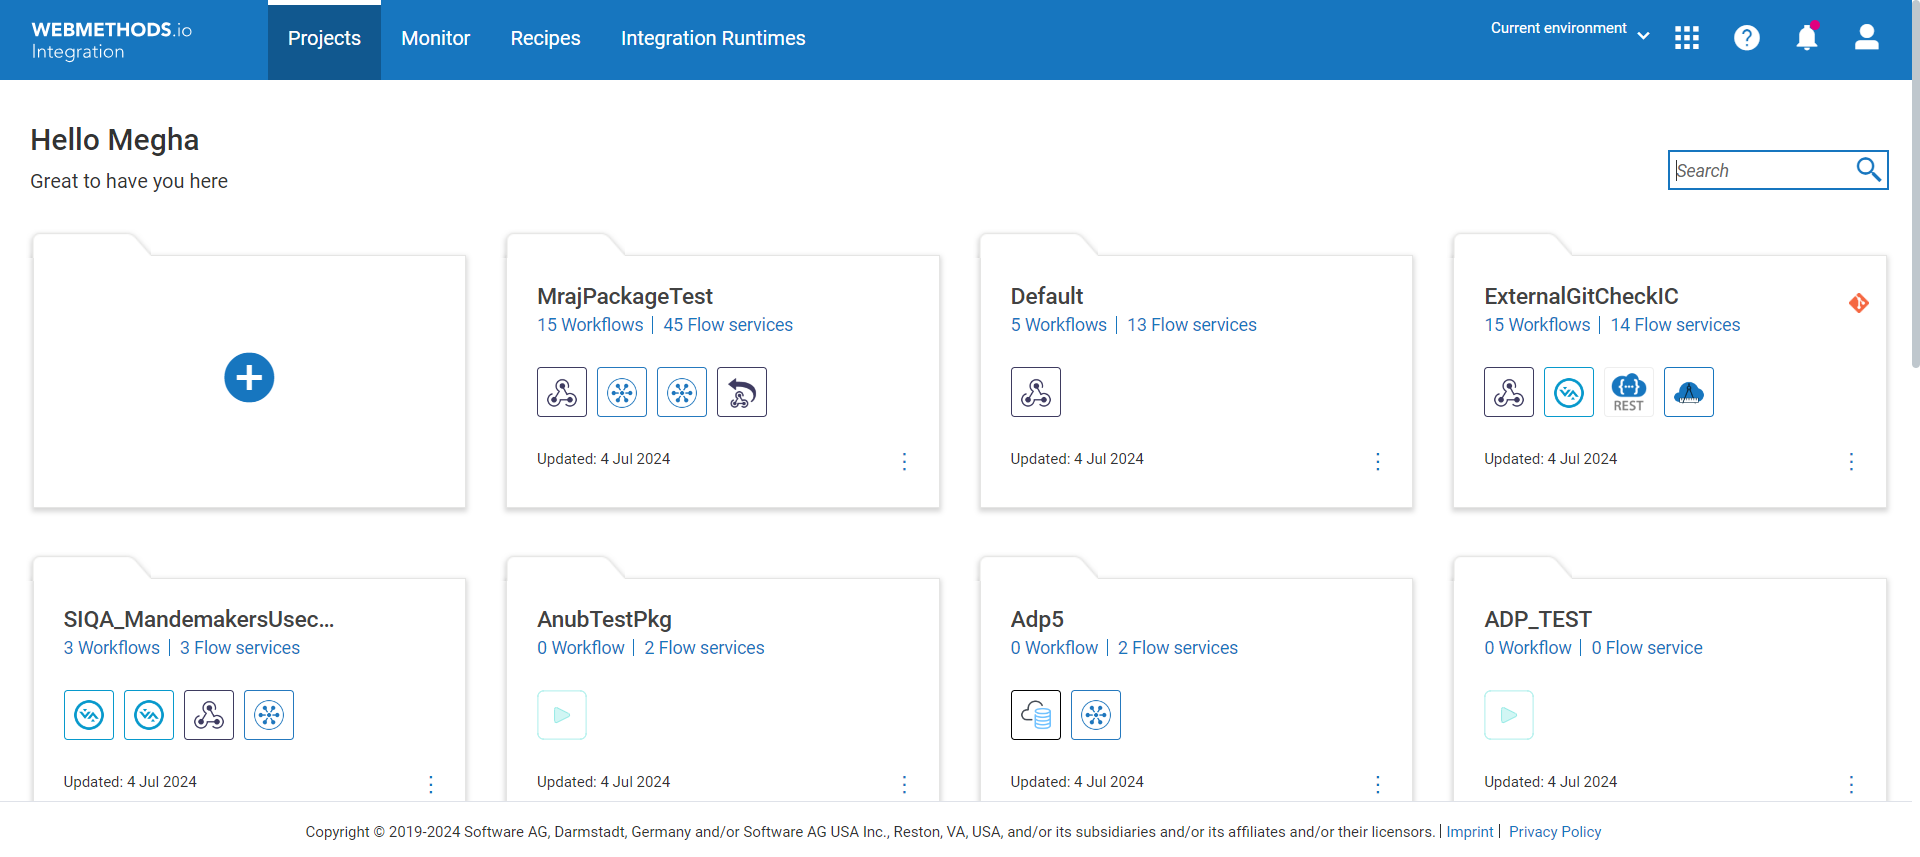 WEBMETHODS.io
Integration
Projects
Monitor
Recipes
Integration Runtimes
Current environment
Hello Megha
Great to have you here
Search
MrajPackageTest
15 Workflows | 45 Flow services
Updated: 4 Jul 2024
Default
5 Workflows | 13 Flow services
Updated: 4 Jul 2024
ExternalGitCheckIC
15 Workflows | 14 Flow services
REST
Updated: 4 Jul 2024
SIQA_MandemakersUsec...
3 Workflows | 3 Flow services
Updated: 4 Jul 2024
AnubTestPkg
0 Workflow | 2 Flow services
Updated: 4 Jul 2024
Adp5
0 Workflow | 2 Flow services
Updated: 4 Jul 2024
ADP_TEST
0 Workflow | 0 Flow service
Updated: 4 Jul 2024
Copyright © 2019-2024 Software AG, Darmstadt, Germany and/or Software AG USA Inc., Reston, VA, USA, and/or its subsidiaries and/or its affiliates and/or their licensors. | Imprint | Privacy Policy